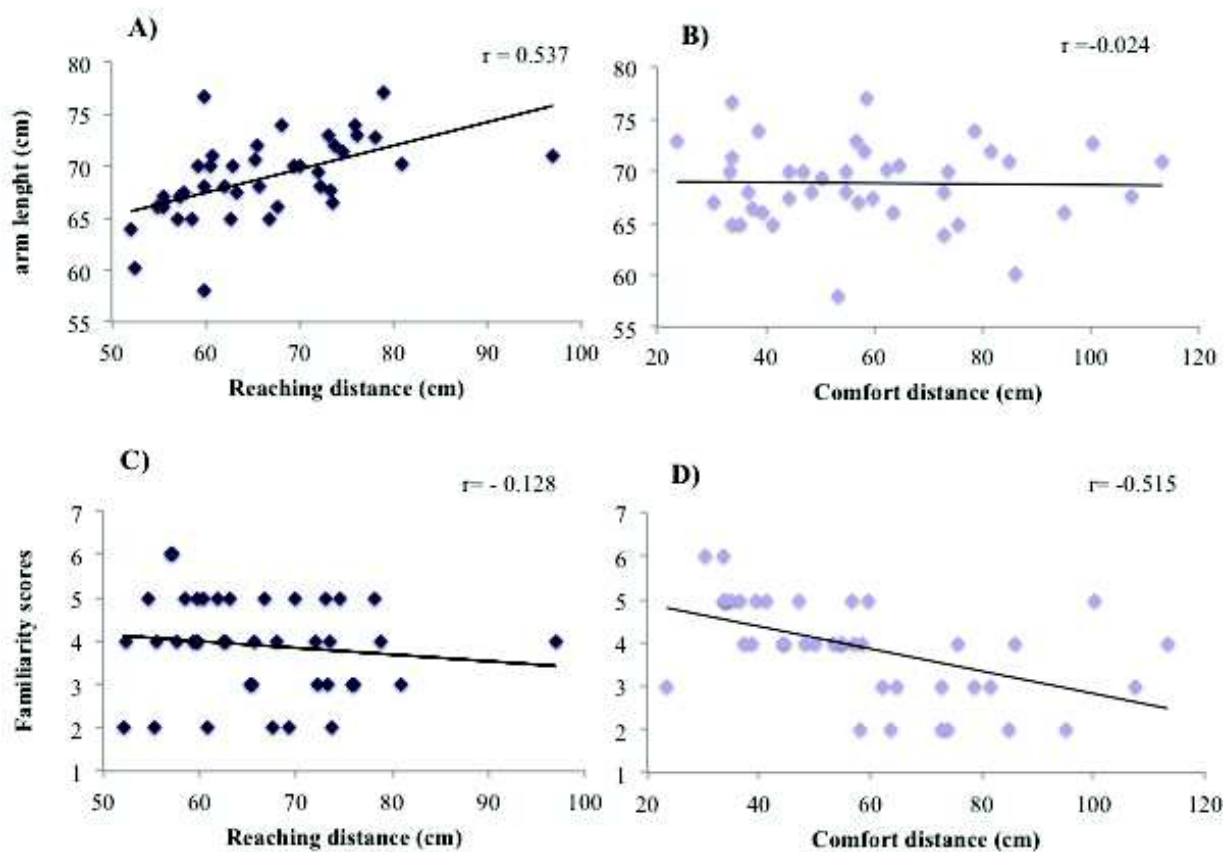 A)
r = 0.537
80
75
70
65
60
55
arm lenght (cm)
50 60 70 80 90 100
Reaching distance (cm)
B)
r =-0.024
80
75
70
65
60
55
20 40 60 80 100 120
Comfort distance (cm)
C)
r= - 0.128
7
6
5
4
3
2
1
Familiarity scores
50 60 70 80 90 100
Reaching distance (cm)
D)
r= -0.515
7
6
5
4
3
2
1
20 40 60 80 100 120
Comfort distance (cm)